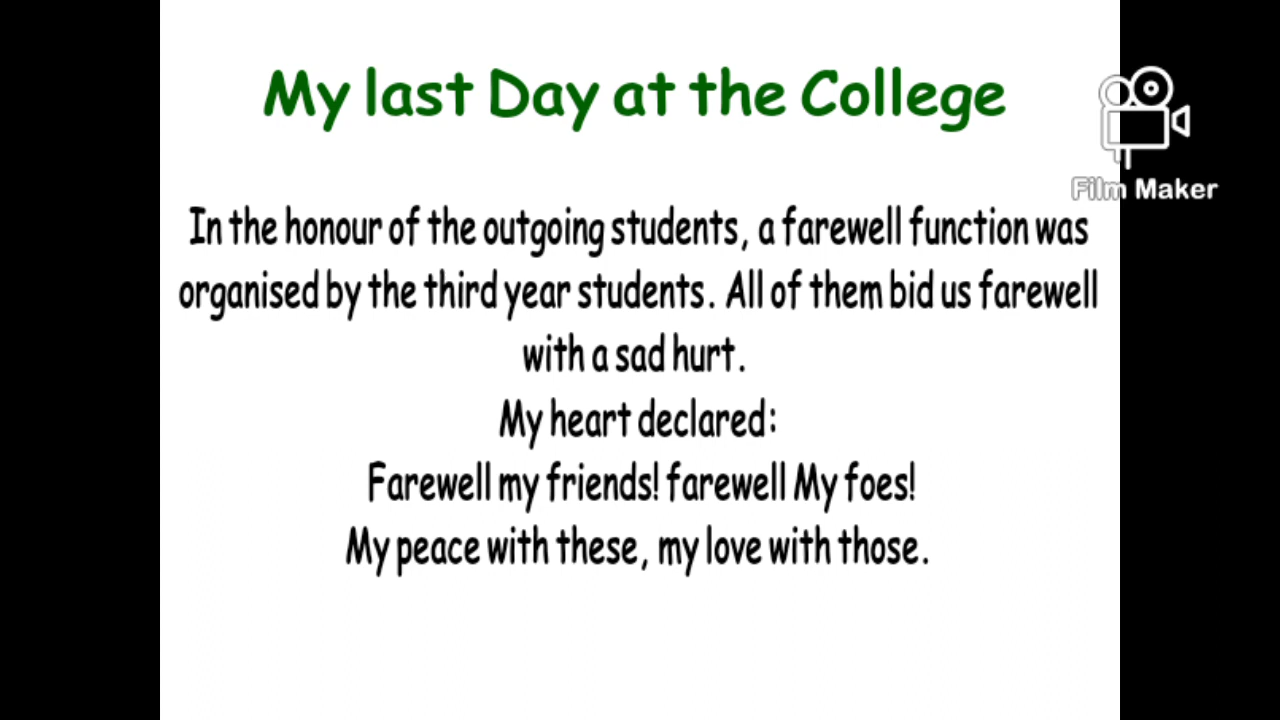 My last Day at the College
Film Maker
In the honour of the outgoing students, a farewell function was
organised by the third year students. All of them bid us farewell
with a sad hurt.
My heart declared:
Farewell my friends! farewell My foes!
My peace with these, my love with those.